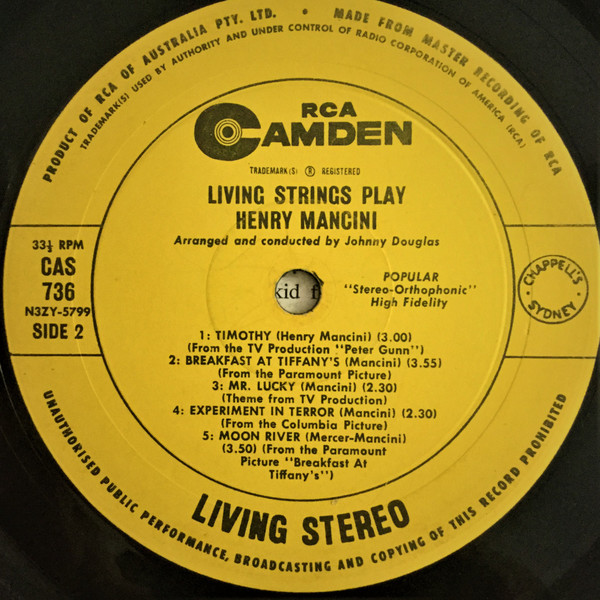 PRODUCT OF RCA OF AUSTRALIA PTY. LTD. • MADE FROM MASTER RECORDING OF RCA
TRADEMARK(S) USED BY AUTHORITY AND UNDER CONTROL OF RADIO CORPORATION OF AMERICA (RCA)
RCA
CAMDEN
TRADEMARK(S) ® REGISTERED
LIVING STRINGS PLAY
HENRY MANCINI
Arranged and conducted by Johnny Douglas
33⅓ RPM
CAS
736
N3ZY-5799
SIDE 2
POPULAR
"Stereo-Orthophonic"
High Fidelity
CHAPPELL'S
• SYDNEY •
kid f
1: TIMOTHY (Henry Mancini) (3.00)
(From the TV Production "Peter Gunn")
2: BREAKFAST AT TIFFANY'S (Mancini) (3.55)
(From the Paramount Picture)
3: MR. LUCKY (Mancini) (2.30)
(Theme from TV Production)
4: EXPERIMENT IN TERROR (Mancini) (2.30)
(From the Columbia Picture)
5: MOON RIVER (Mercer-Mancini)
(3.50) (From the Paramount
Picture "Breakfast At
Tiffany's")
LIVING STEREO
UNAUTHORISED PUBLIC PERFORMANCE, BROADCASTING AND COPYING OF THIS RECORD PROHIBITED